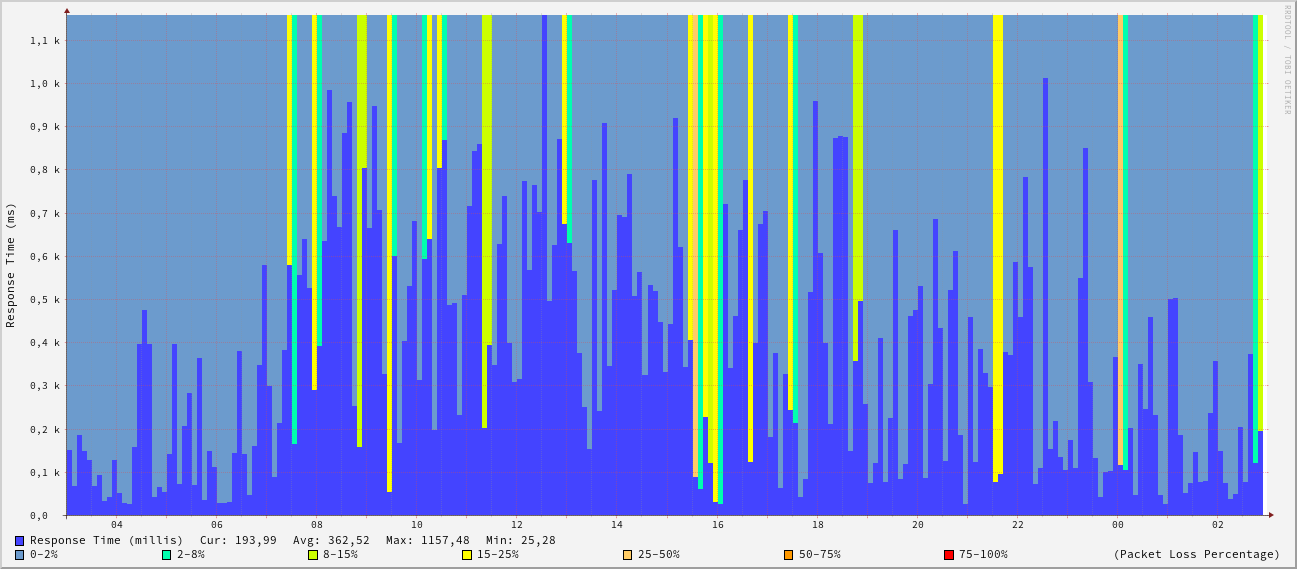 RRDTOOL / TOBI OETIKER
Response Time (ms)
1,1 k
1,0 k
0,9 k
0,8 k
0,7 k
0,6 k
0,5 k
0,4 k
0,3 k
0,2 k
0,1 k
0,0
04 06 08 10 12 14 16 18 20 22 00 02
Response Time (millis) Cur: 193,99 Avg: 362,52 Max: 1157,48 Min: 25,28
0-2% 2-8% 8-15% 15-25% 25-50% 50-75% 75-100% (Packet Loss Percentage)